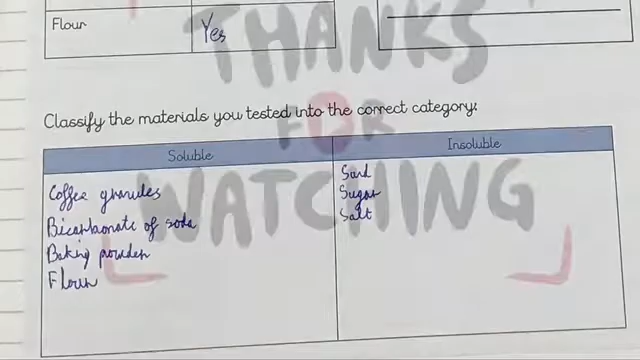 Flour Yes
Classify the materials you tested into the correct category:
Soluble Insoluble
Coffee granules Sand
Bicarbonate of soda Sugar
Baking powder Salt
Flour
THANKS
FOR
WATCHING